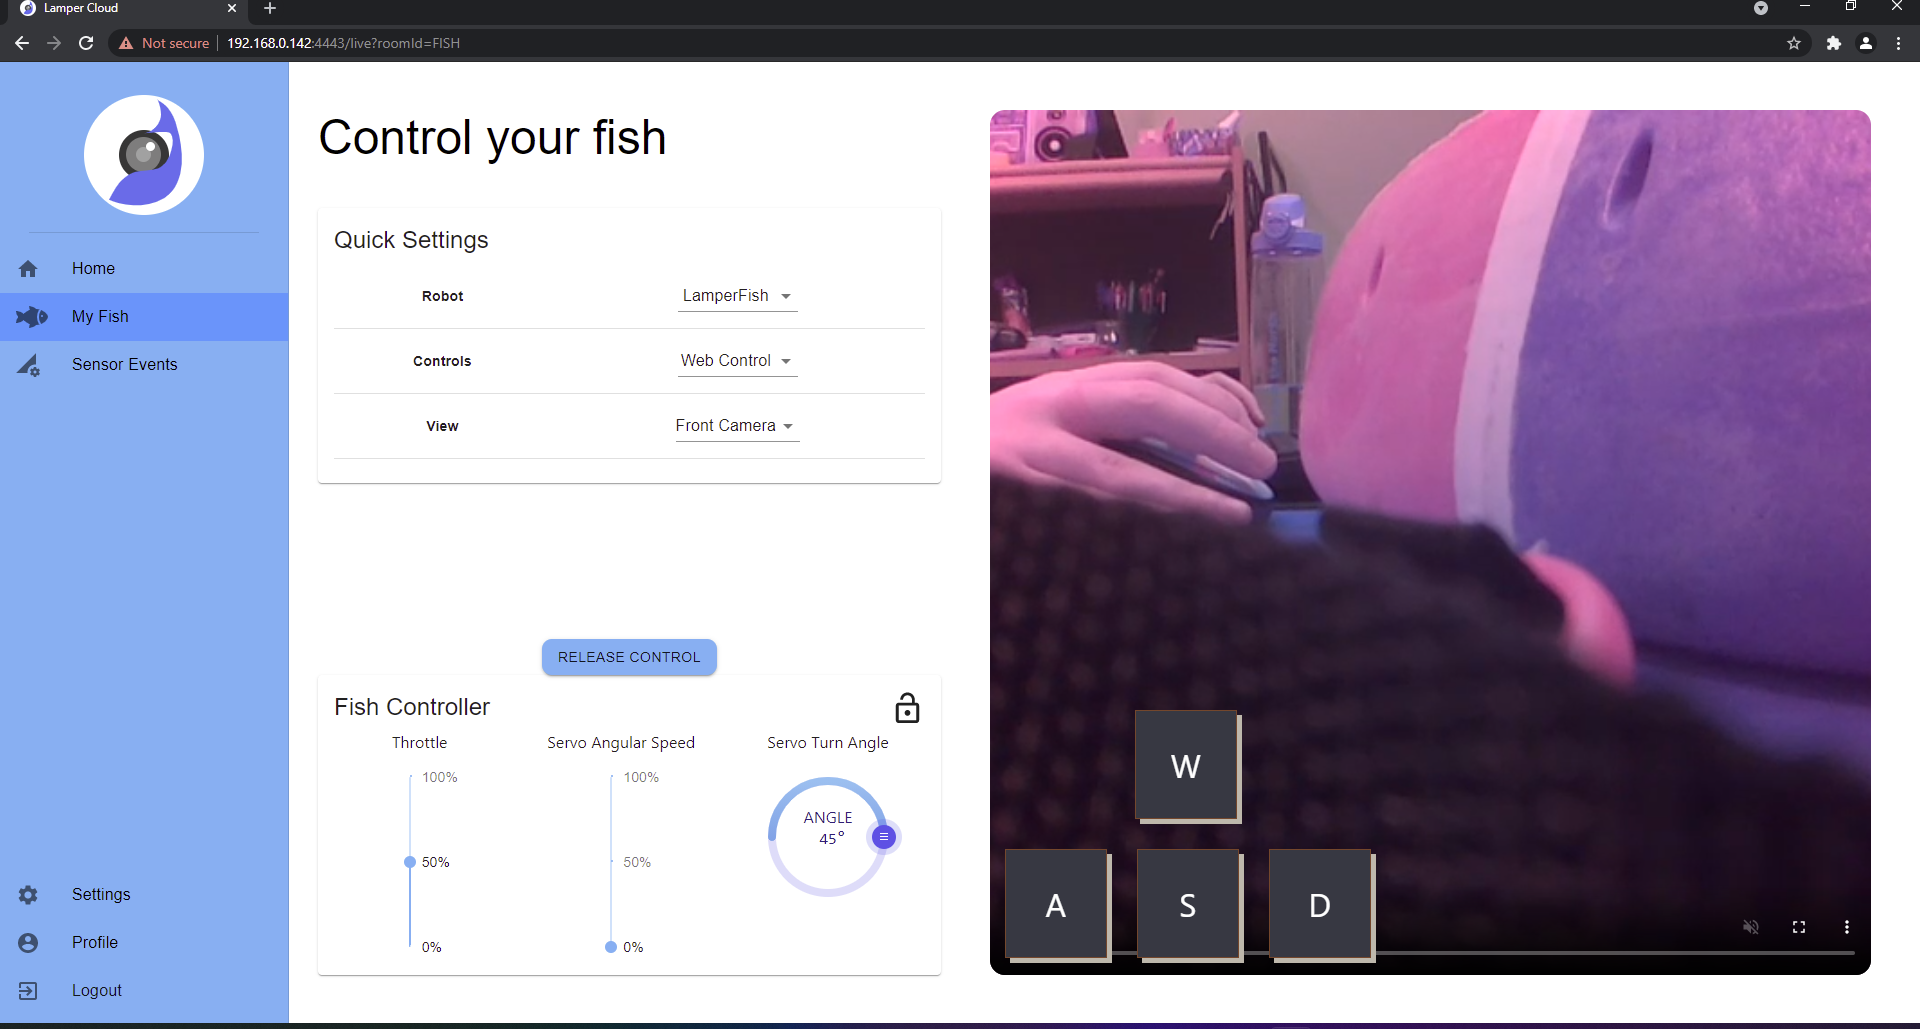 Lamper Cloud
Not secure
192.168.0.142:4443/live?roomId=FISH
Home
My Fish
Sensor Events
Settings
Profile
Logout
Control your fish
Quick Settings
Robot LamperFish
Controls Web Control
View Front Camera
RELEASE CONTROL
Fish Controller
Throttle Servo Angular Speed Servo Turn Angle
100% 100%
ANGLE
45°
50% 50%
0% 0%
W
A S D